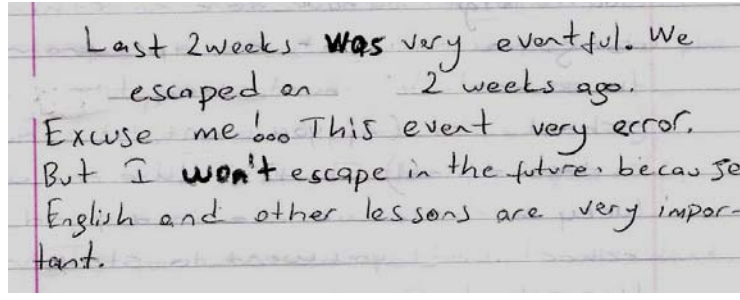 Last 2weeks was very eventful. We
escaped on 2 weeks ago.
Excuse me!... This event very error.
But I won't escape in the future, because
English and other lessons are very impor-
tant.